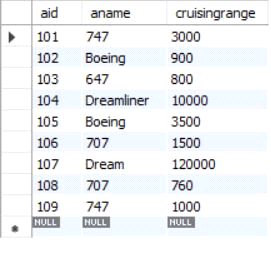 aid aname cruisingrange
101 747 3000
102 Boeing 900
103 647 800
104 Dreamliner 10000
105 Boeing 3500
106 707 1500
107 Dream 120000
108 707 760
109 747 1000
NULL NULL NULL